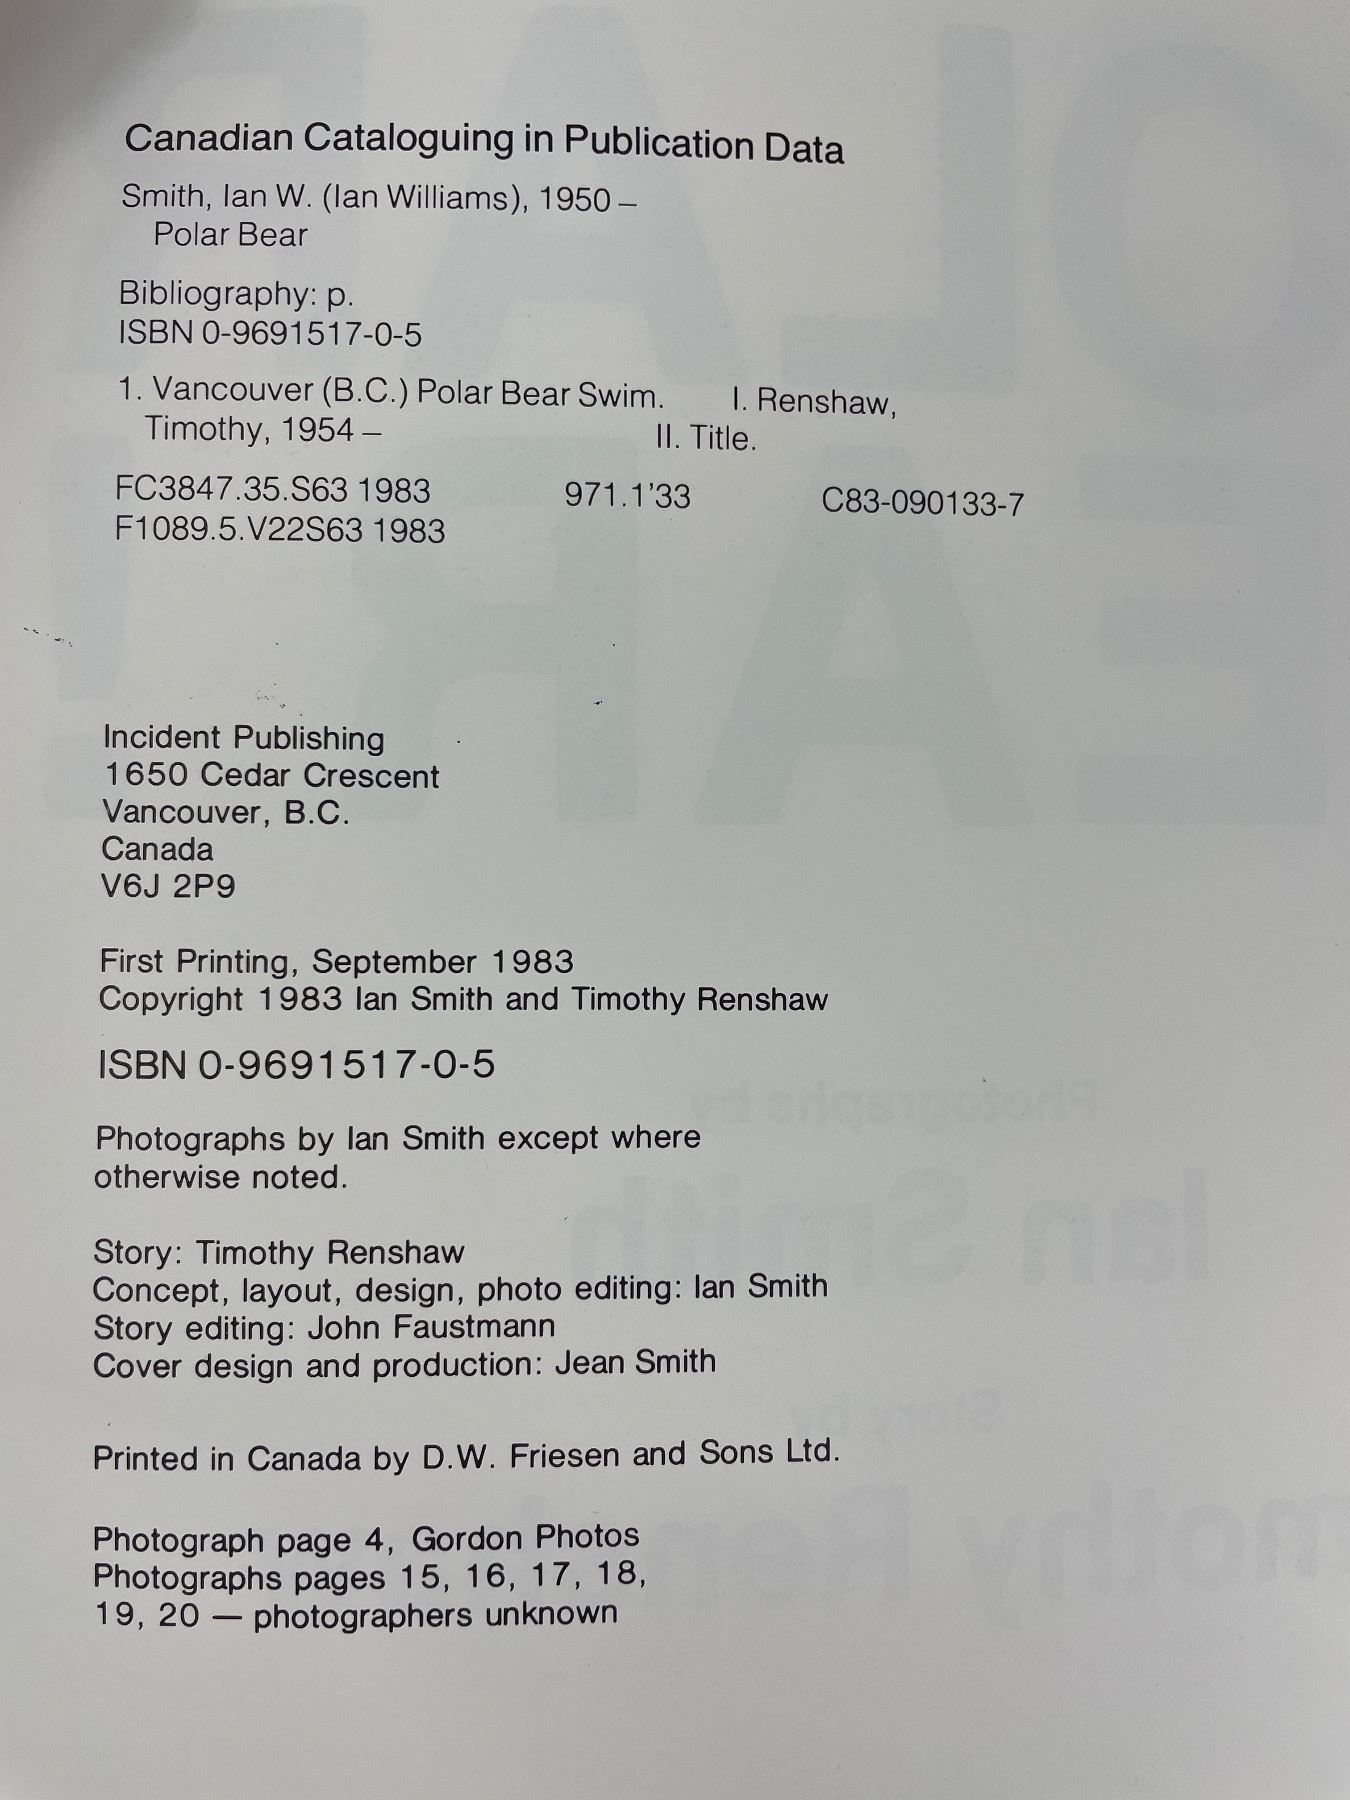 Canadian Cataloguing in Publication Data
Smith, Ian W. (Ian Williams), 1950 –
Polar Bear
Bibliography: p.
ISBN 0-9691517-0-5
1. Vancouver (B.C.) Polar Bear Swim. I. Renshaw,
Timothy, 1954 – II. Title.
FC3847.35.S63 1983 971.1'33 C83-090133-7
F1089.5.V22S63 1983
Incident Publishing
1650 Cedar Crescent
Vancouver, B.C.
Canada
V6J 2P9
First Printing, September 1983
Copyright 1983 Ian Smith and Timothy Renshaw
ISBN 0-9691517-0-5
Photographs by Ian Smith except where
otherwise noted.
Story: Timothy Renshaw
Concept, layout, design, photo editing: Ian Smith
Story editing: John Faustmann
Cover design and production: Jean Smith
Printed in Canada by D.W. Friesen and Sons Ltd.
Photograph page 4, Gordon Photos
Photographs pages 15, 16, 17, 18,
19, 20 — photographers unknown